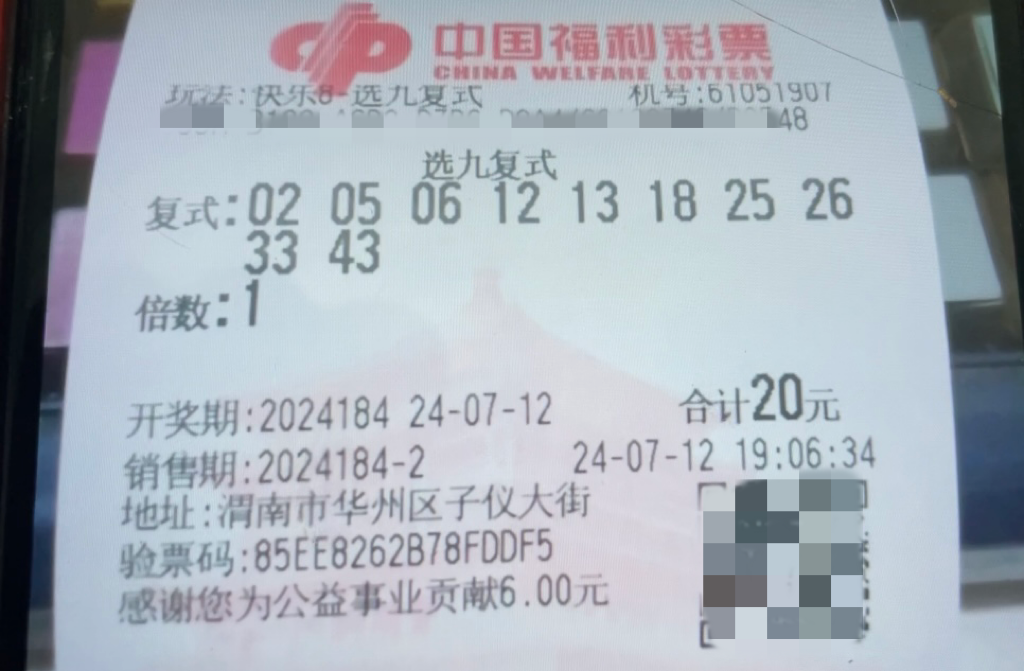 中国福利彩票
CHINA WELFARE LOTTERY
玩法:快乐8-选九复式 机号:61051907
48
选九复式
复式:02 05 06 12 13 18 25 26
33 43
倍数:1
开奖期:2024184 24-07-12 合计20元
销售期:2024184-2 24-07-12 19:06:34
地址:渭南市华州区子仪大街
验票码:85EE8262B78FDDF5
感谢您为公益事业贡献6.00元